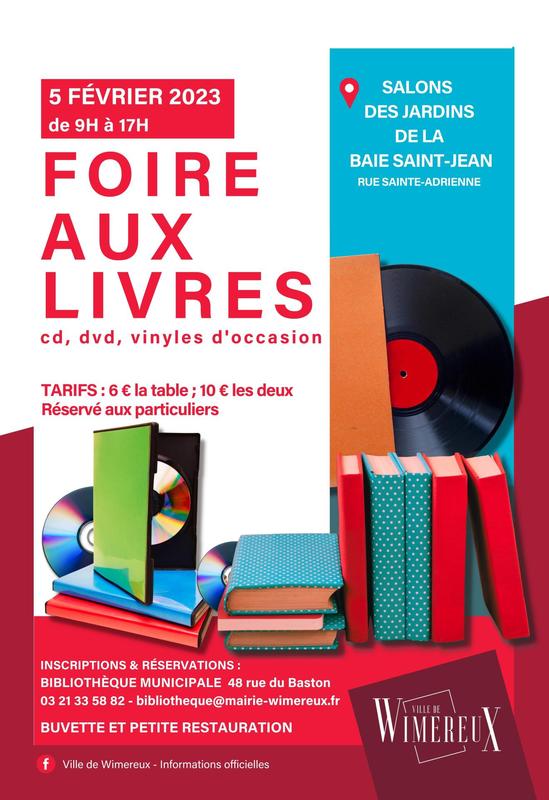 5 FÉVRIER 2023
de 9H à 17H
SALONS
DES JARDINS
DE LA
BAIE SAINT-JEAN
RUE SAINTE-ADRIENNE
FOIRE
AUX
LIVRES
cd, dvd, vinyles d'occasion
TARIFS : 6 € la table ; 10 € les deux
Réservé aux particuliers
INSCRIPTIONS & RÉSERVATIONS :
BIBLIOTHÈQUE MUNICIPALE 48 rue du Baston
03 21 33 58 82 - bibliotheque@mairie-wimereux.fr
BUVETTE ET PETITE RESTAURATION
VILLE DE
WIMEREUX
f Ville de Wimereux - Informations officielles